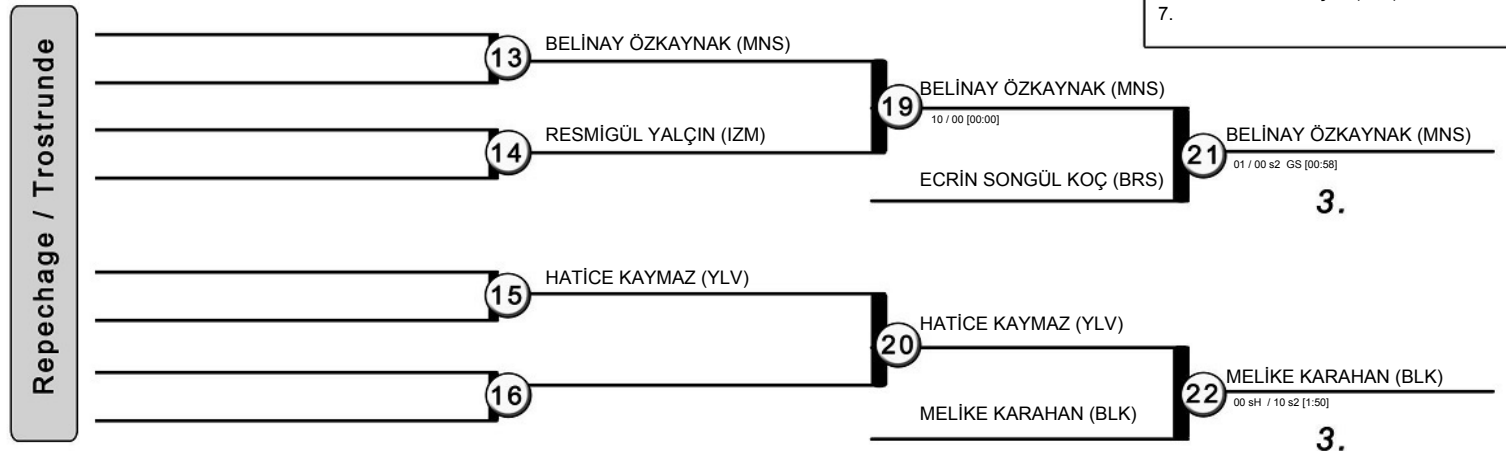 7.
Repechage / Trostrunde
13
BELİNAY ÖZKAYNAK (MNS)
14
RESMİGÜL YALÇIN (IZM)
19
BELİNAY ÖZKAYNAK (MNS)
10 / 00 [00:00]
ECRİN SONGÜL KOÇ (BRS)
21
BELİNAY ÖZKAYNAK (MNS)
01 / 00 s2 GS [00:58]
3.
15
HATİCE KAYMAZ (YLV)
16
20
HATİCE KAYMAZ (YLV)
MELİKE KARAHAN (BLK)
22
MELİKE KARAHAN (BLK)
00 sH / 10 s2 [1:50]
3.